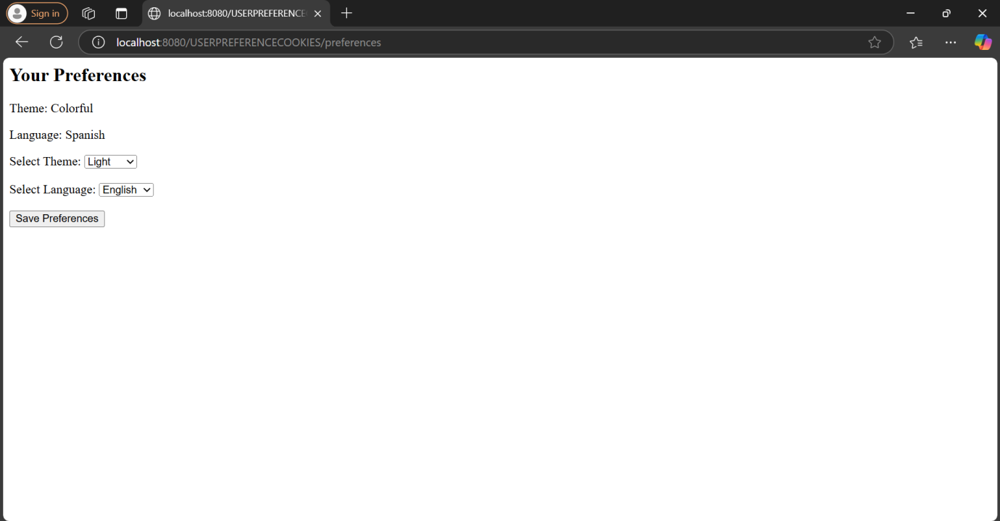 Sign in
localhost:8080/USERPREFERENCE
localhost:8080/USERPREFERENCECOOKIES/preferences
Your Preferences
Theme: Colorful
Language: Spanish
Select Theme: Light
Select Language: English
Save Preferences